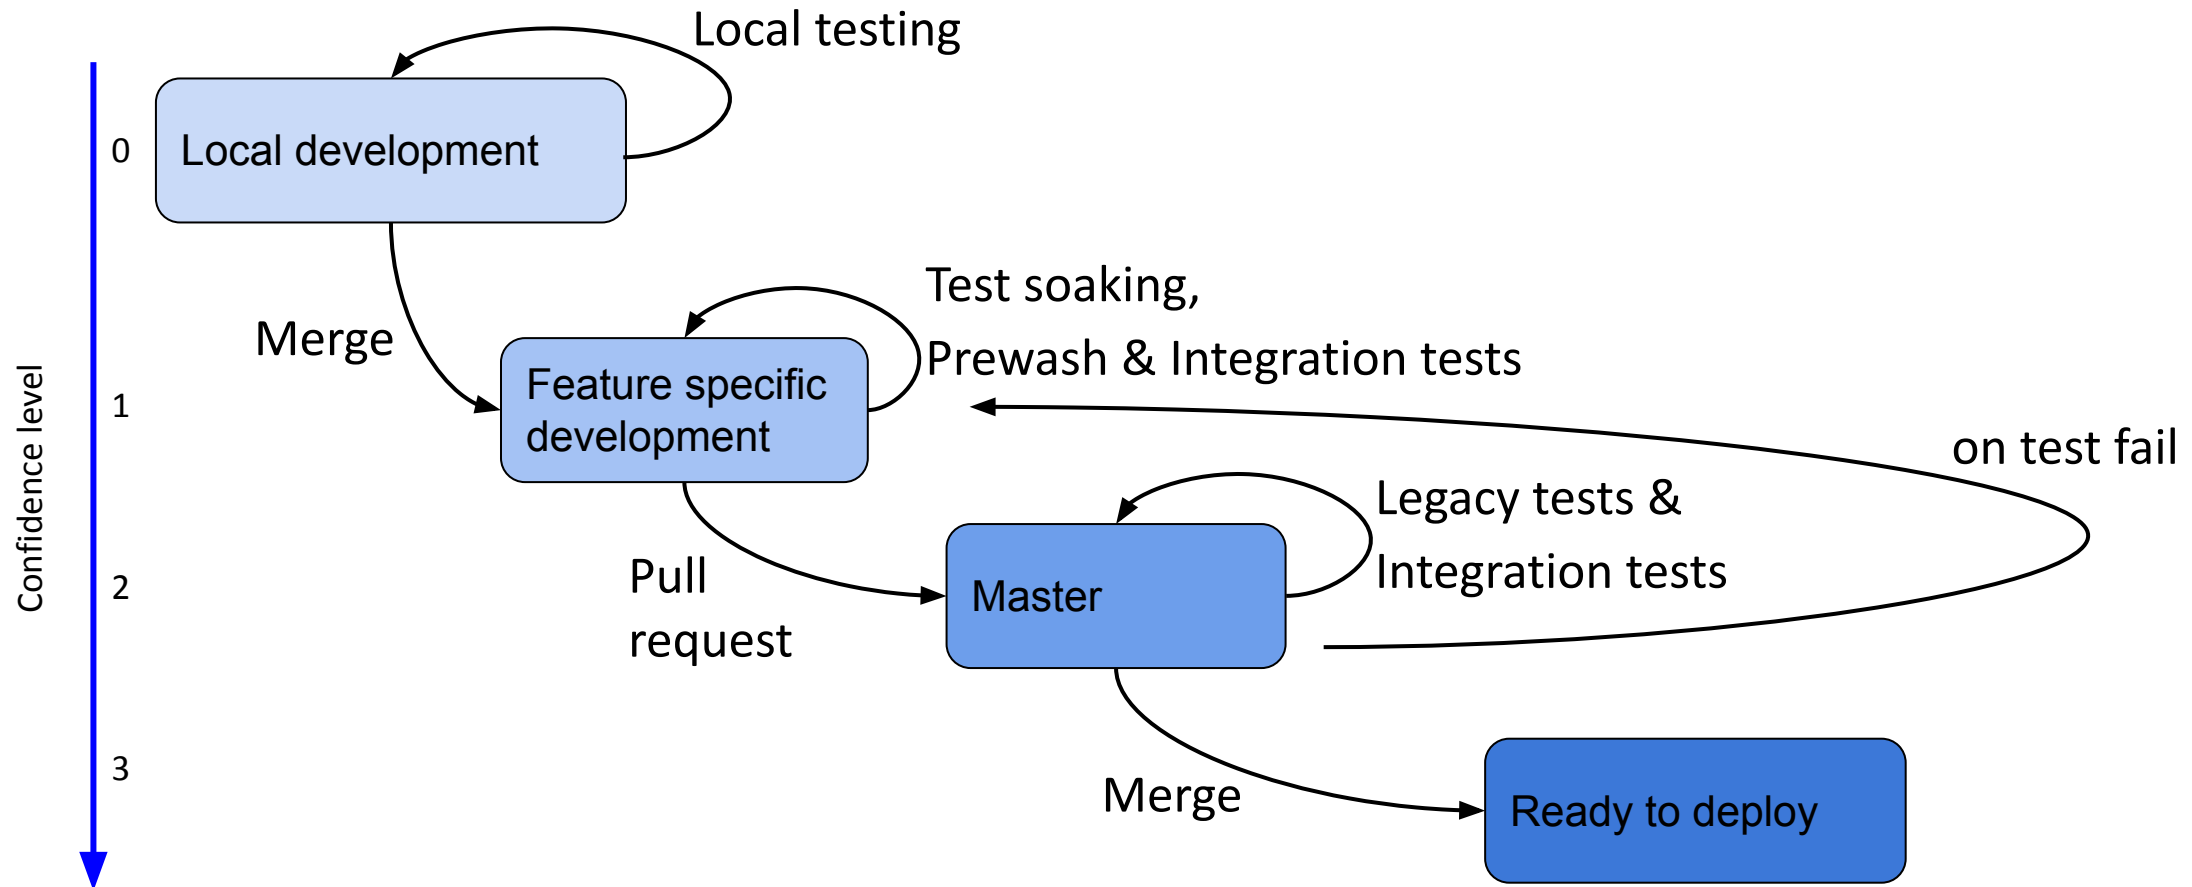 Local testing
0
Local development
Test soaking,
Merge
Prewash & Integration tests
Confidence level
1
Feature specific
development
on test fail
Legacy tests &
Integration tests
Pull
request
2
Master
3
Merge
Ready to deploy